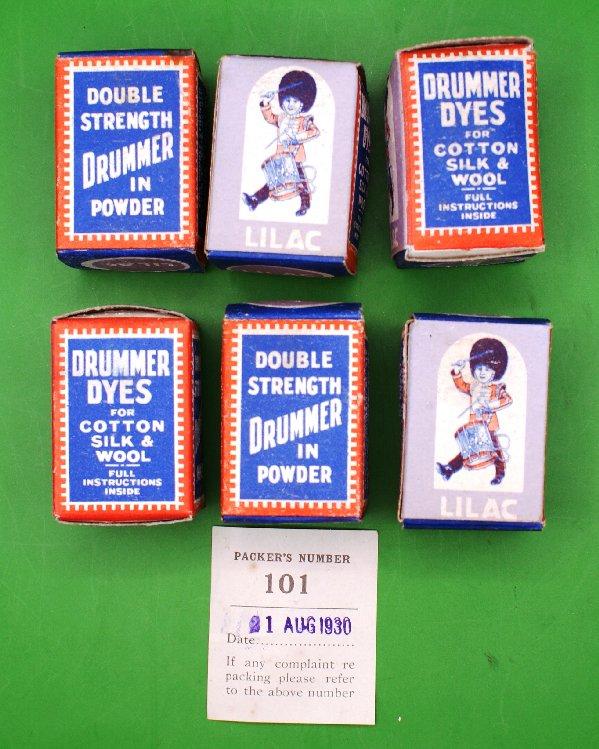 DOUBLE
STRENGTH
DRUMMER
IN
POWDER
LILAC
DRUMMER
DYES
FOR
COTTON
SILK &
WOOL
FULL
INSTRUCTIONS
INSIDE
DRUMMER
DYES
FOR
COTTON
SILK &
WOOL
FULL
INSTRUCTIONS
INSIDE
DOUBLE
STRENGTH
DRUMMER
IN
POWDER
LILAC
PACKER'S NUMBER
101
21 AUG 1930
Date....................
If any complaint re
packing please refer
to the above number